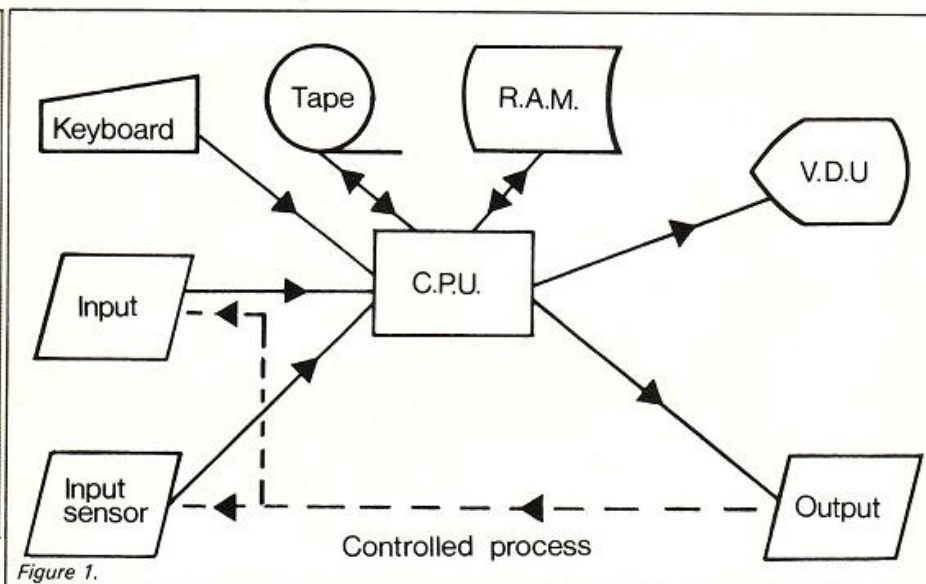 Keyboard
Tape
R.A.M.
V.D.U
C.P.U.
Input
Input
sensor
Output
Controlled process
Figure 1.